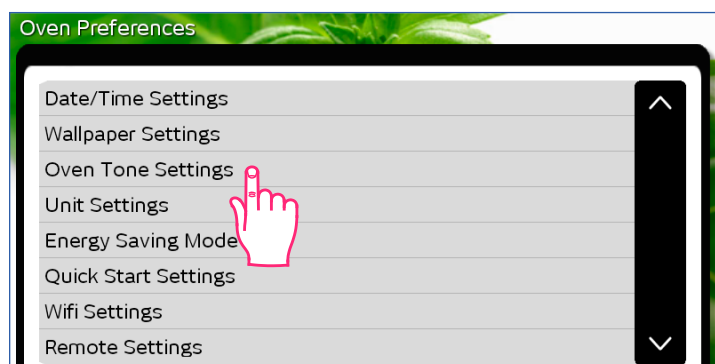 Oven Preferences
Date/Time Settings
Wallpaper Settings
Oven Tone Settings
Unit Settings
Energy Saving Mode
Quick Start Settings
Wifi Settings
Remote Settings